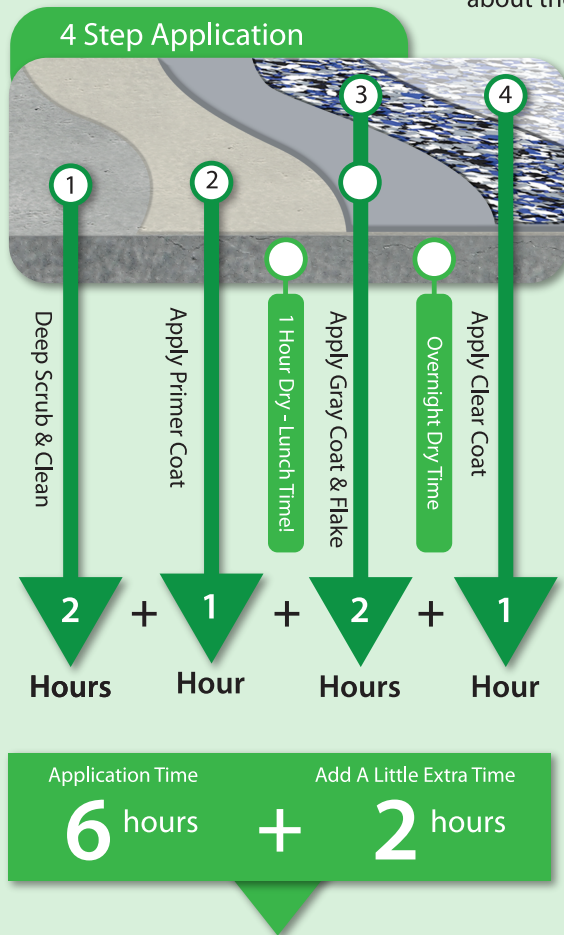 about the
4 Step Application
1
2
3
4
Deep Scrub & Clean
Apply Primer Coat
1 Hour Dry - Lunch Time!
Apply Gray Coat & Flake
Overnight Dry Time
Apply Clear Coat
2 + 1 + 2 + 1
Hours Hour Hours Hour
Application Time Add A Little Extra Time
6 hours + 2 hours